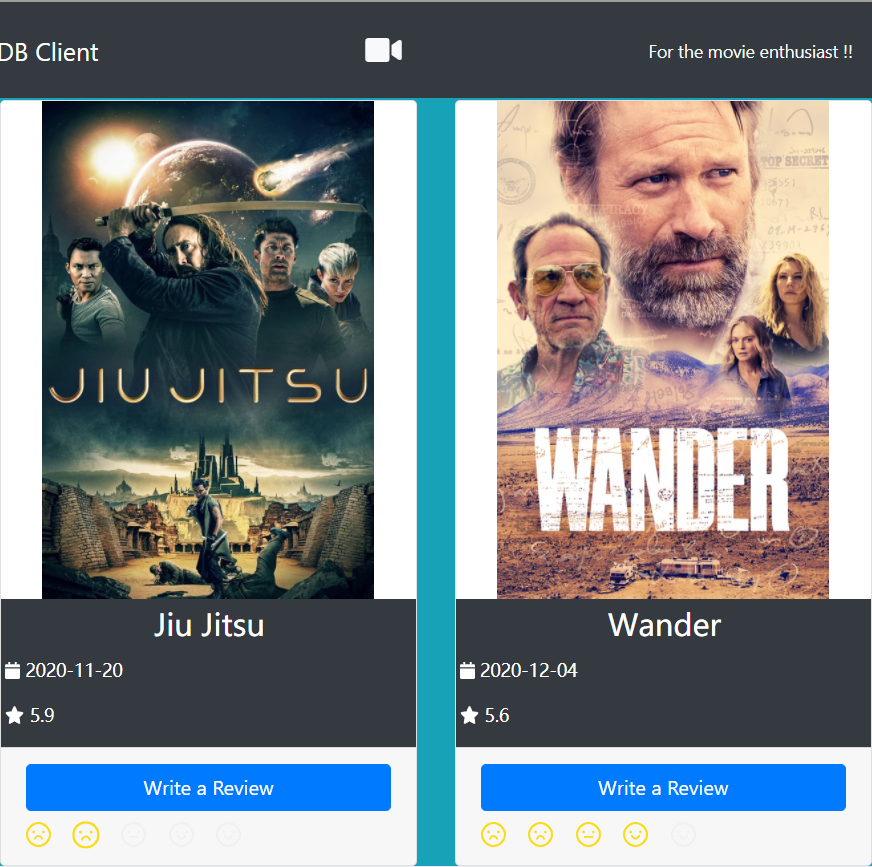 DB Client
For the movie enthusiast !!
JIU JITSU
TOP SECRET
WANDER
Jiu Jitsu
Wander
2020-11-20
2020-12-04
5.9
5.6
Write a Review
Write a Review